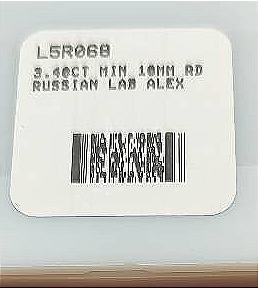 L5R068
3.40CT MIN 10MM RD
RUSSIAN LAB ALEX